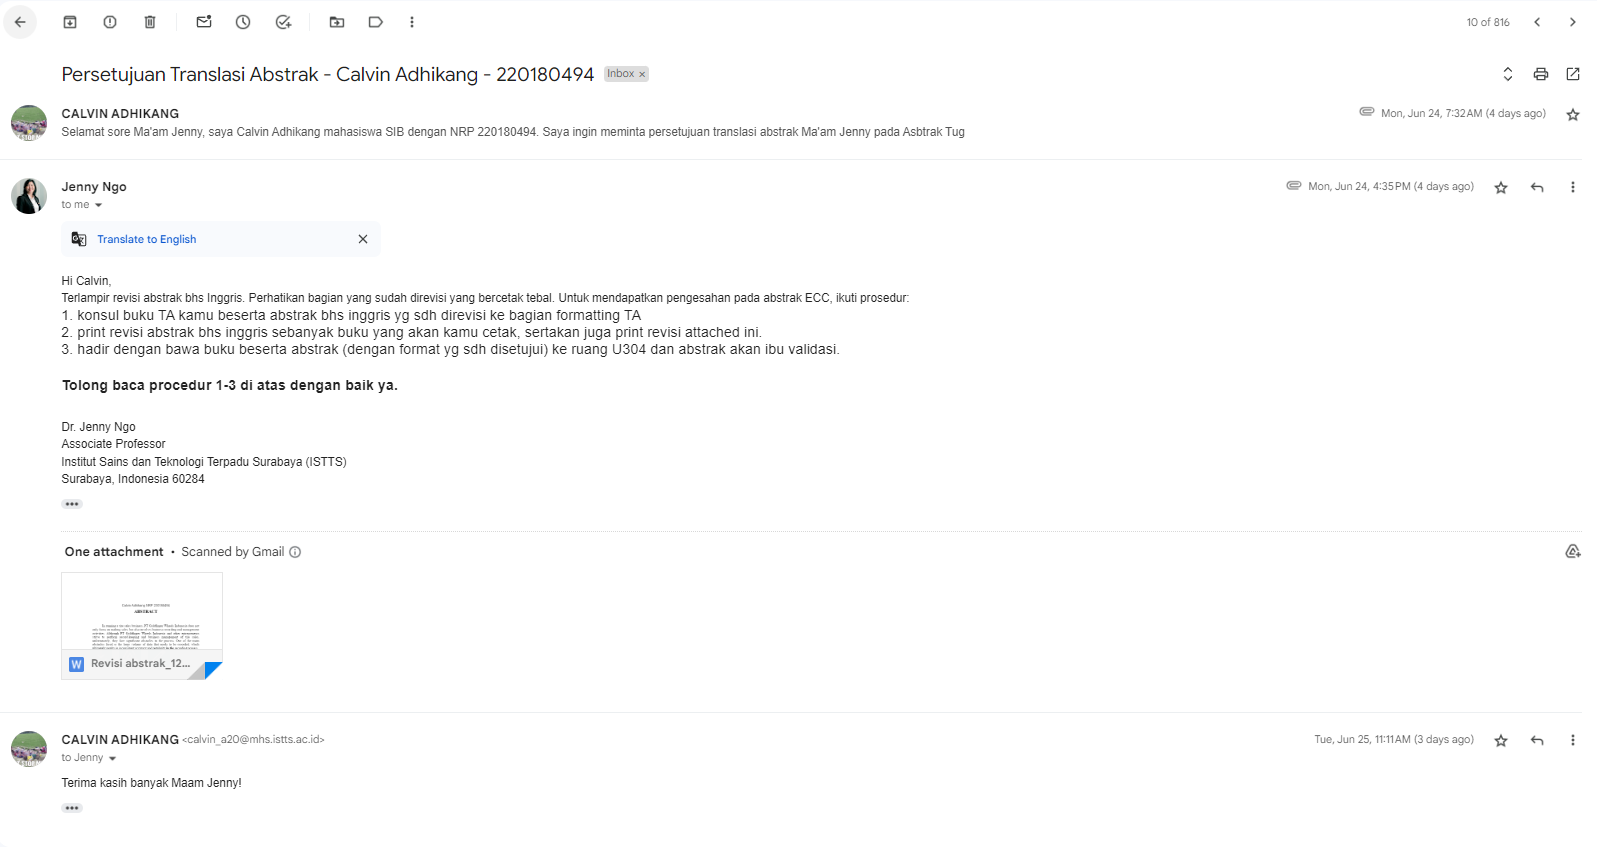 10 of 816
Persetujuan Translasi Abstrak - Calvin Adhikang - 220180494 Inbox ×
CALVIN ADHIKANG
Mon, Jun 24, 7:32 AM (4 days ago)
Selamat sore Ma'am Jenny, saya Calvin Adhikang mahasiswa SIB dengan NRP 220180494. Saya ingin meminta persetujuan translasi abstrak Ma'am Jenny pada Asbtrak Tug
Jenny Ngo
Mon, Jun 24, 4:35 PM (4 days ago)
to me
Translate to English
Hi Calvin,
Terlampir revisi abstrak bhs Inggris. Perhatikan bagian yang sudah direvisi yang bercetak tebal. Untuk mendapatkan pengesahan pada abstrak ECC, ikuti prosedur:
1. konsul buku TA kamu beserta abstrak bhs inggris yg sdh direvisi ke bagian formatting TA
2. print revisi abstrak bhs inggris sebanyak buku yang akan kamu cetak, sertakan juga print revisi attached ini.
3. hadir dengan bawa buku beserta abstrak (dengan format yg sdh disetujui) ke ruang U304 dan abstrak akan ibu validasi.
Tolong baca procedur 1-3 di atas dengan baik ya.
Dr. Jenny Ngo
Associate Professor
Institut Sains dan Teknologi Terpadu Surabaya (ISTTS)
Surabaya, Indonesia 60284
One attachment • Scanned by Gmail
ABSTRACT
W Revisi abstrak_12...
CALVIN ADHIKANG <calvin_a20@mhs.istts.ac.id>
Tue, Jun 25, 11:11 AM (3 days ago)
to Jenny
Terima kasih banyak Maam Jenny!